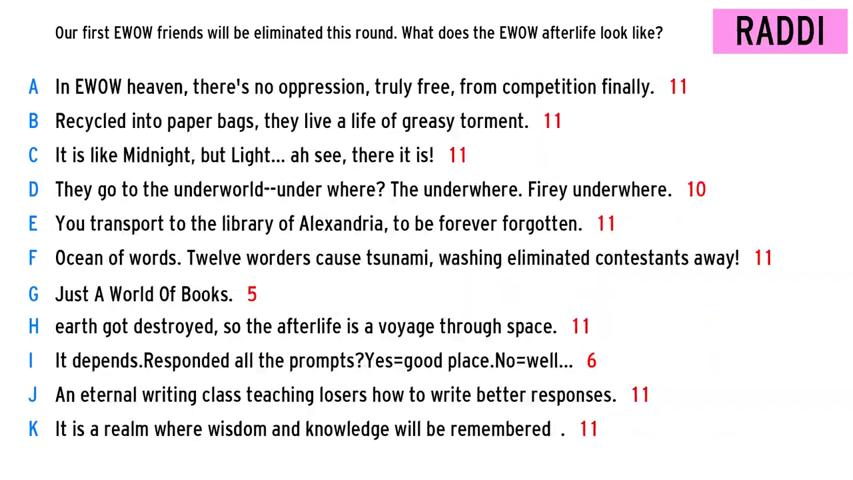 Our first EWOW friends will be eliminated this round. What does the EWOW afterlife look like?
RADDI
A In EWOW heaven, there's no oppression, truly free, from competition finally. 11
B Recycled into paper bags, they live a life of greasy torment. 11
C It is like Midnight, but Light... ah see, there it is! 11
D They go to the underworld--under where? The underwhere. Firey underwhere. 10
E You transport to the library of Alexandria, to be forever forgotten. 11
F Ocean of words. Twelve worders cause tsunami, washing eliminated contestants away! 11
G Just A World Of Books. 5
H earth got destroyed, so the afterlife is a voyage through space. 11
I It depends.Responded all the prompts?Yes=good place.No=well... 6
J An eternal writing class teaching losers how to write better responses. 11
K It is a realm where wisdom and knowledge will be remembered . 11